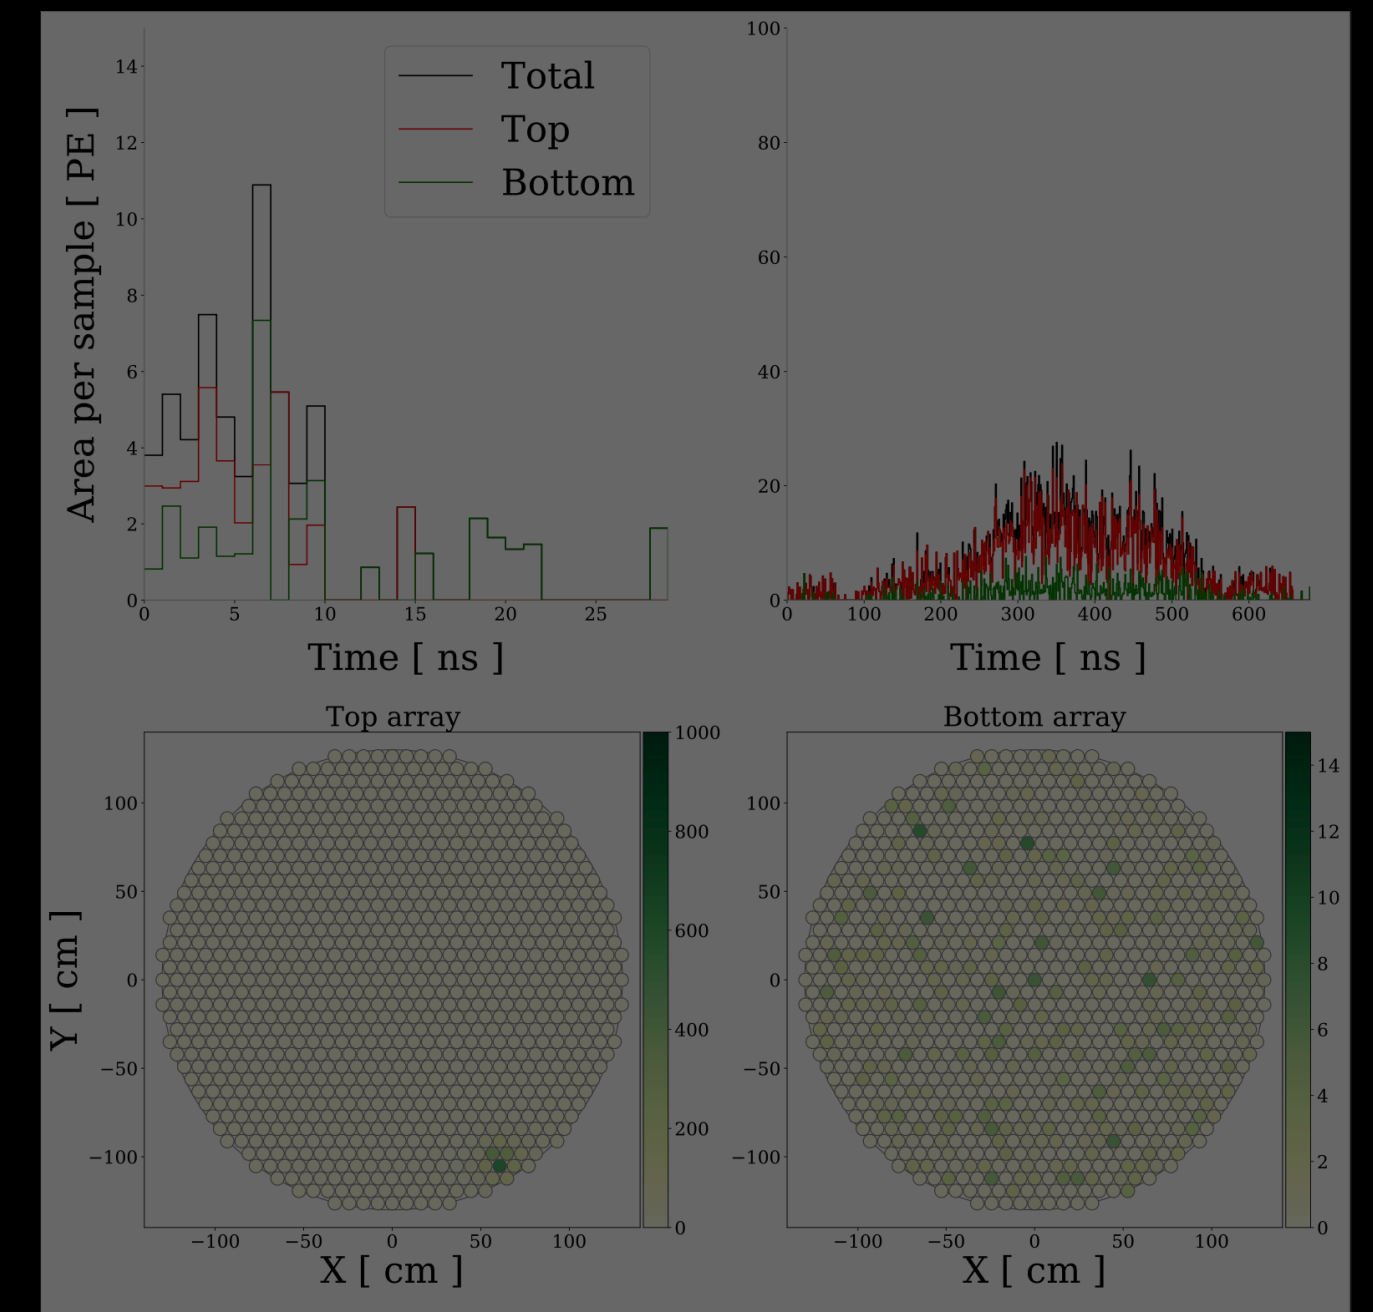 Area per sample [ PE ]
14
12
10
8
6
4
2
0
0 5 10 15 20 25
Time [ ns ]
Total
Top
Bottom
100
80
60
40
20
0
0 100 200 300 400 500 600
Time [ ns ]
Top array
Y [ cm ]
100
50
0
−50
−100
−100 −50 0 50 100
X [ cm ]
1000
800
600
400
200
0
Bottom array
100
50
0
−50
−100
−100 −50 0 50 100
X [ cm ]
14
12
10
8
6
4
2
0